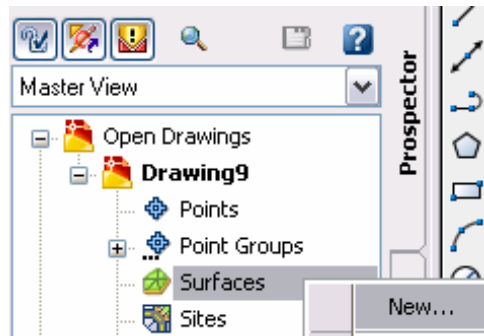 Master View
Open Drawings
Drawing9
Points
Point Groups
Surfaces
New...
Sites
Prospector